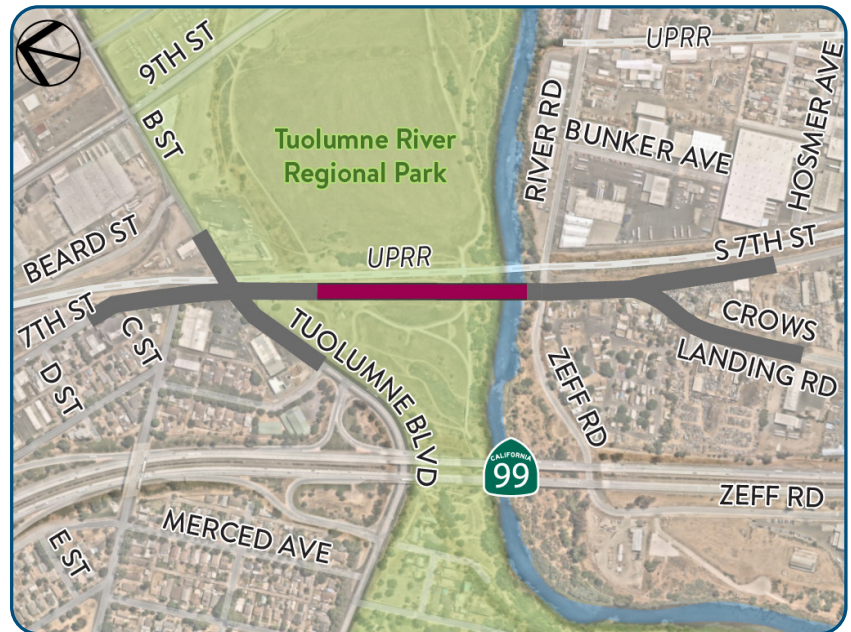 UPRR
9TH ST
HOSMER AVE
B ST
RIVER RD
BUNKER AVE
Tuolumne River
Regional Park
BEARD ST
S 7TH ST
UPRR
7TH ST
C ST
TUOLUMNE BLVD
CROWS
LANDING RD
D ST
ZEFF RD
CALIFORNIA
99
ZEFF RD
MERCED AVE
E ST